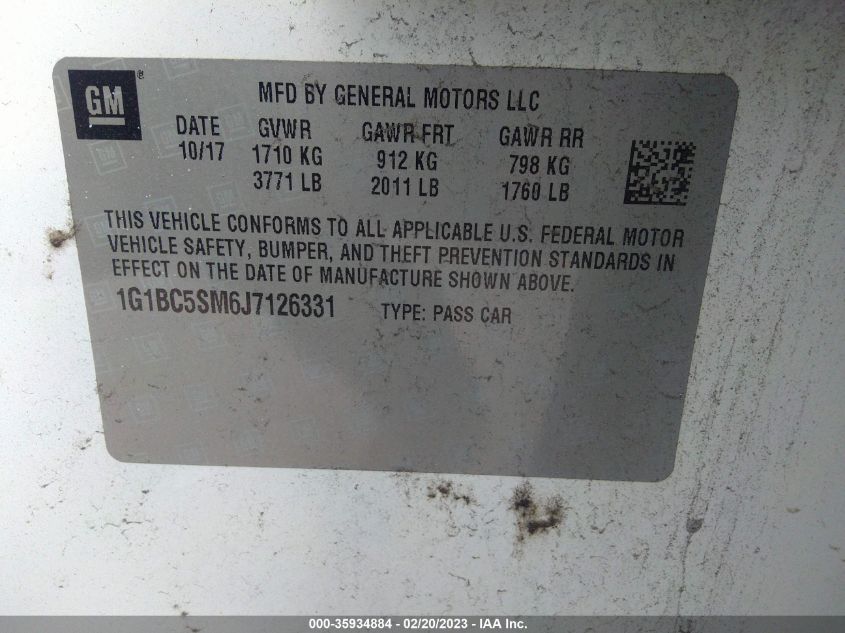 GM ®
MFD BY GENERAL MOTORS LLC
DATE GVWR GAWR FRT GAWR RR
10/17 1710 KG 912 KG 798 KG
3771 LB 2011 LB 1760 LB
THIS VEHICLE CONFORMS TO ALL APPLICABLE U.S. FEDERAL MOTOR
VEHICLE SAFETY, BUMPER, AND THEFT PREVENTION STANDARDS IN
EFFECT ON THE DATE OF MANUFACTURE SHOWN ABOVE.
1G1BC5SM6J7126331 TYPE: PASS CAR
000-35934884 - 02/20/2023 - IAA Inc.